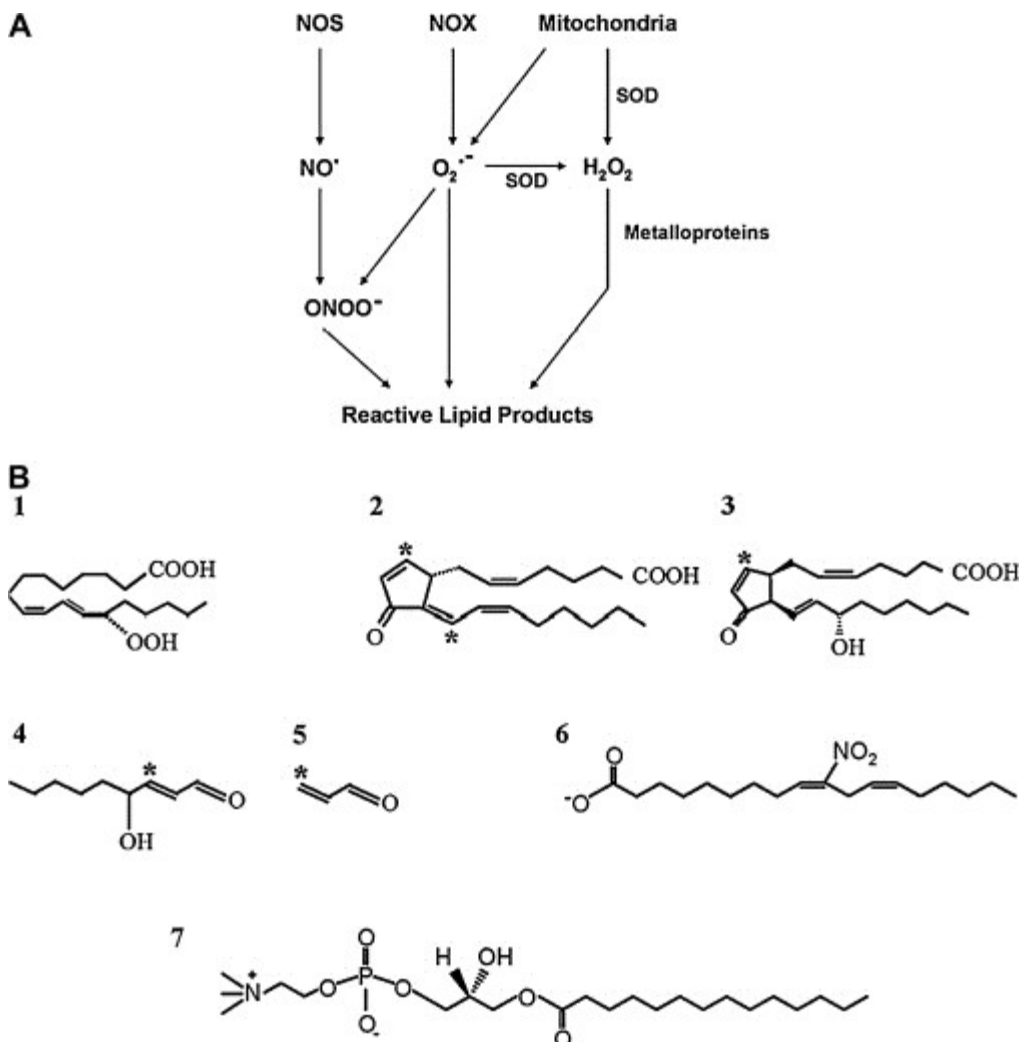 A
NOS NOX Mitochondria
SOD
NO• O₂•⁻ SOD H₂O₂
Metalloproteins
ONOO⁻
Reactive Lipid Products
B
1 2 3
* *
COOH COOH COOH
OOH O * O OH
4 5 6
* * NO₂
O O O
OH ⁻O
7
O H OH
N⁺ O P O O
O⁻ O